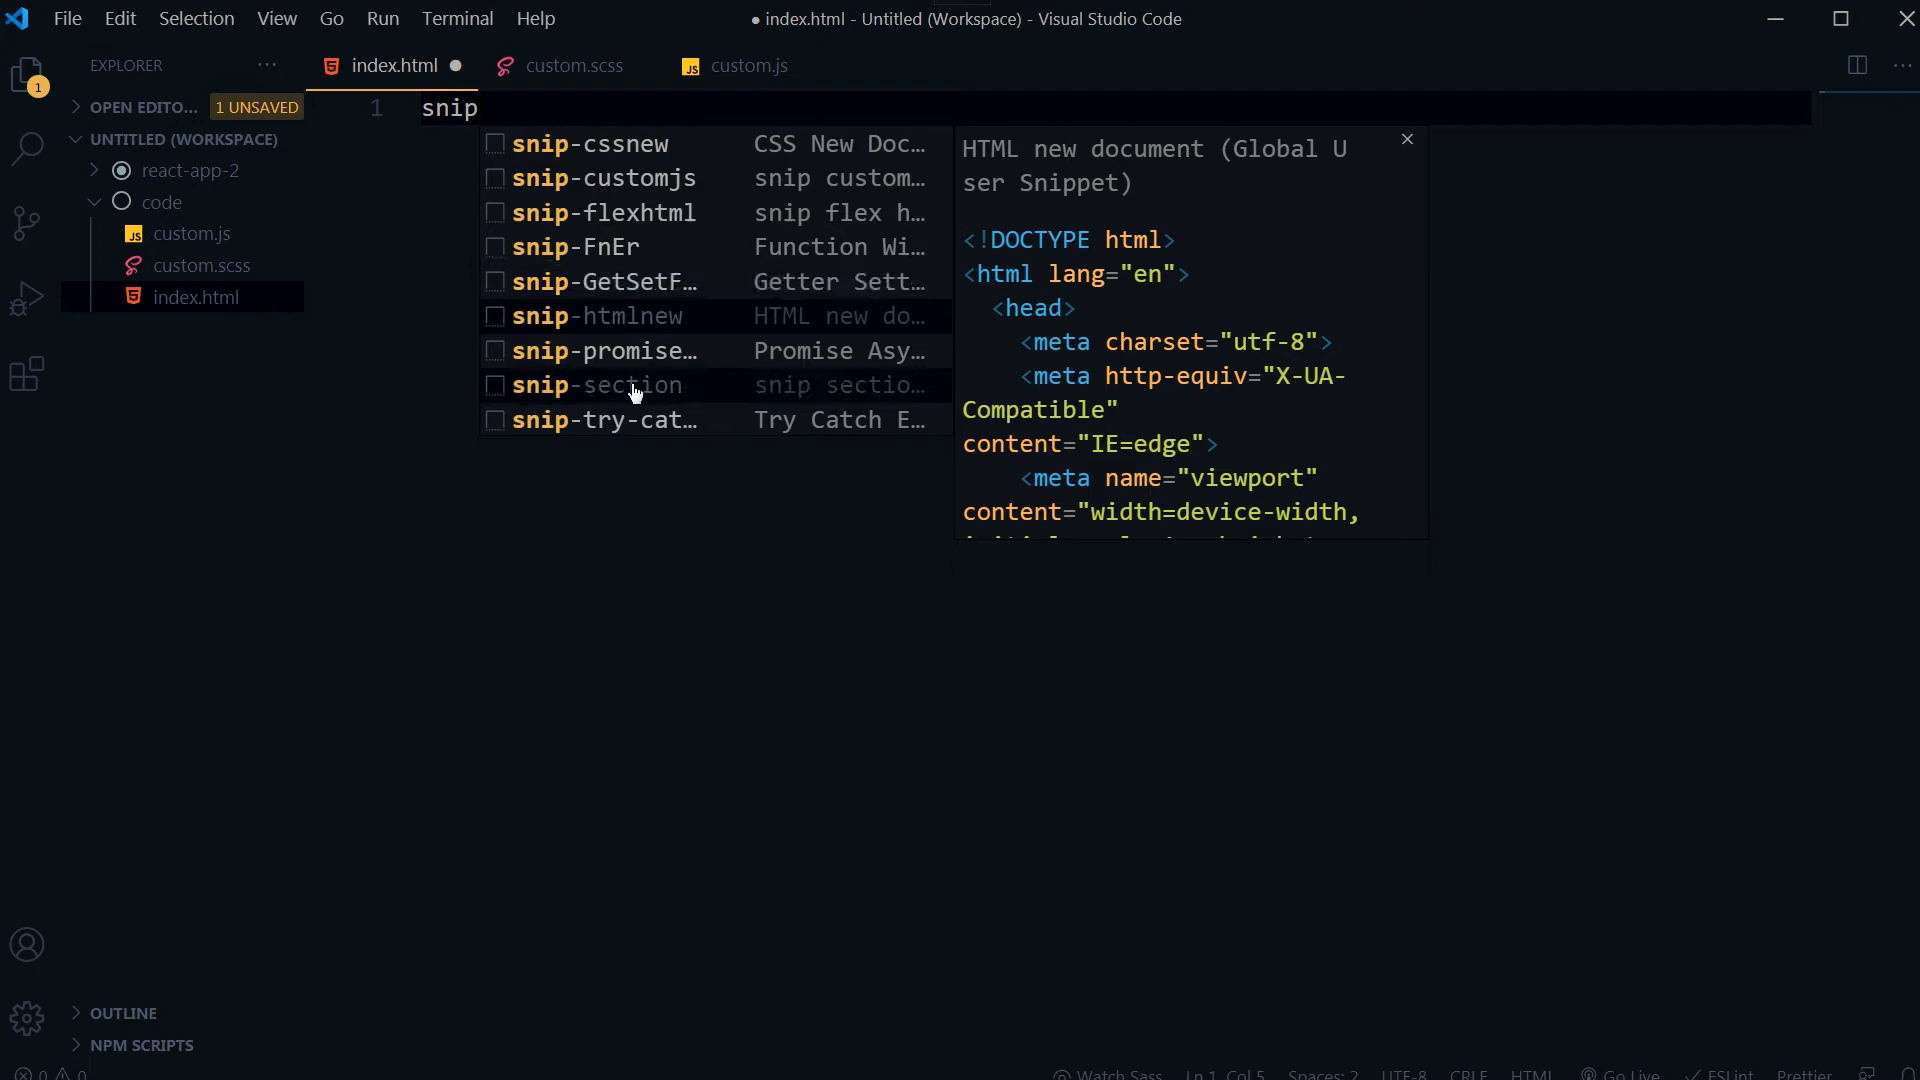 File Edit Selection View Go Run Terminal Help ● index.html - Untitled (Workspace) - Visual Studio Code
EXPLORER ··· index.html ● custom.scss JS custom.js ···
1
OPEN EDITO... 1 UNSAVED
1 snip
UNTITLED (WORKSPACE)
react-app-2
code
JS custom.js
custom.scss
index.html
snip-cssnew CSS New Doc...
snip-customjs snip custom...
snip-flexhtml snip flex h...
snip-FnEr Function Wi...
snip-GetSetF... Getter Sett...
snip-htmlnew HTML new do...
snip-promise... Promise Asy...
snip-section snip sectio...
snip-try-cat... Try Catch E...
HTML new document (Global U
ser Snippet)
<!DOCTYPE html>
<html lang="en">
<head>
<meta charset="utf-8">
<meta http-equiv="X-UA-
Compatible"
content="IE=edge">
<meta name="viewport"
content="width=device-width,
OUTLINE
NPM SCRIPTS
0 0 Watch Sass Ln 1, Col 5 Spaces: 2 UTF-8 CRLF HTML Go Live ESLint Prettier